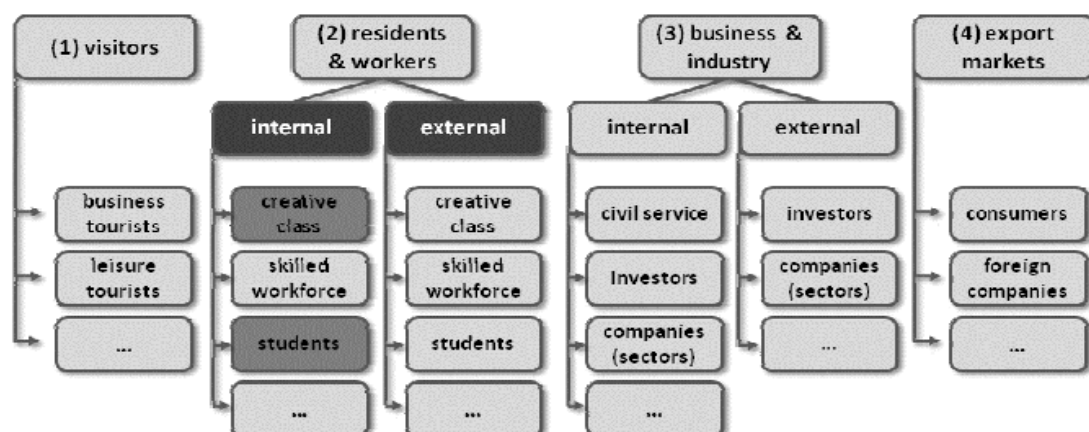 (1) visitors
(2) residents
& workers
(3) business &
industry
(4) export
markets
internal
external
internal
external
business
tourists
leisure
tourists
...
creative
class
skilled
workforce
students
...
creative
class
skilled
workforce
students
...
civil service
Investors
companies
(sectors)
...
investors
companies
(sectors)
...
consumers
foreign
companies
...